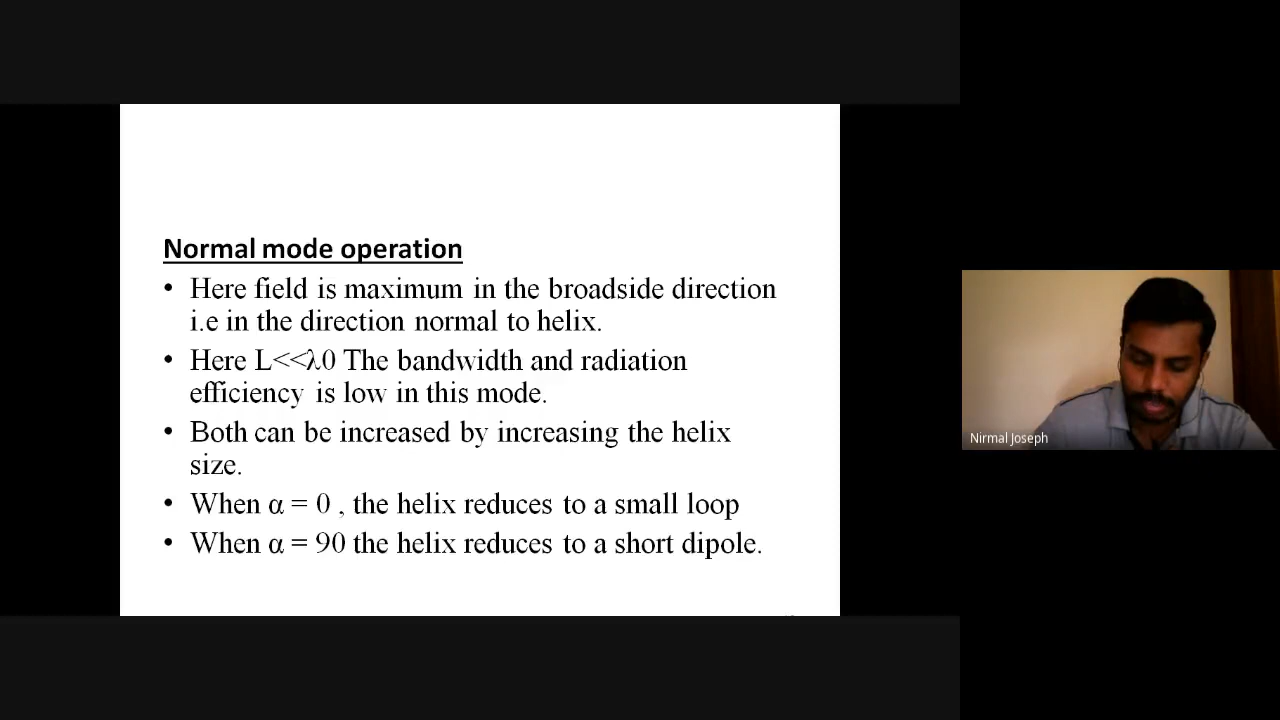 Normal mode operation
• Here field is maximum in the broadside direction
i.e in the direction normal to helix.
• Here L<<λ0 The bandwidth and radiation
efficiency is low in this mode.
• Both can be increased by increasing the helix
size.
• When α = 0 , the helix reduces to a small loop
• When α = 90 the helix reduces to a short dipole.
Nirmal Joseph